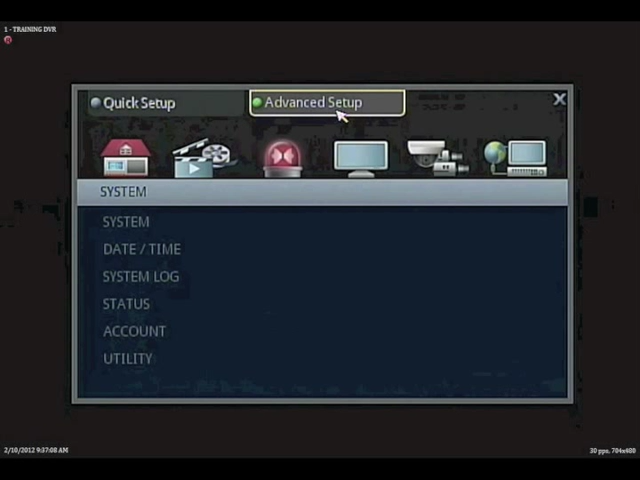 1 - TRAINING DVR
Quick Setup
Advanced Setup
X
SYSTEM
SYSTEM
DATE / TIME
SYSTEM LOG
STATUS
ACCOUNT
UTILITY
2/10/2012 9:37:08 AM
30 pps, 704x480